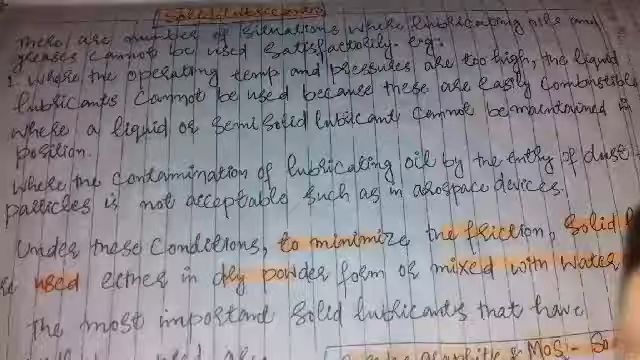 Solid lubricants
There are number of situations where lubricating oils and
greases cannot be used satisfactorily. e.g.
1. where the operating temp and pressures are too high, the liquid
lubricants cannot be used because these are easily combustible
where a liquid or semisolid lubricant cannot be maintained in
position.
where the contamination of lubricating oil by the entry of dust
particles is not acceptable such as in aerospace devices.
Under these conditions, to minimize the friction, solid
used either in dry powder form or mixed with water
The most important solid lubricants that have
graphite & MoS2 - So